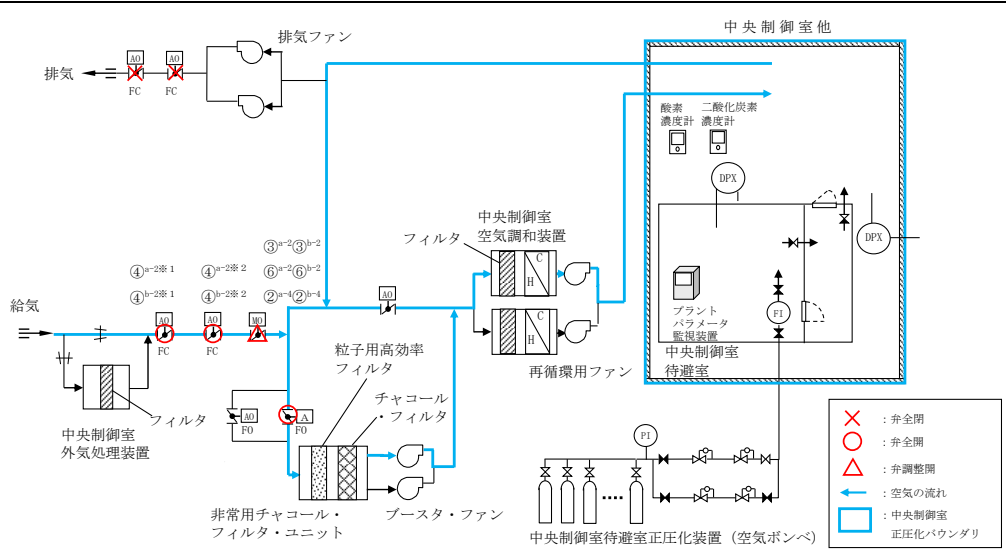 中央制御室他
排気ファン
排気
AO
AO
FC
FC
酸素
濃度計
二酸化炭素
濃度計
DPX
DPX
中央制御室
空気調和装置
フィルタ
C
H
C
H
再循環用ファン
③a-2③b-2
⑥a-2⑥b-2
②a-4②b-4
④a-2※1
④b-2※1
④a-2※2
④b-2※2
給気
AO
FC
AO
FC
MO
AO
プラント
パラメータ
監視装置
FI
中央制御室
待避室
フィルタ
中央制御室
外気処理装置
粒子用高効率
フィルタ
チャコール
・フィルタ
AO
FO
A
FO
非常用チャコール・
フィルタ・ユニット
ブースタ・ファン
PI
中央制御室待避室正圧化装置（空気ボンベ）
：弁全閉
：弁全開
：弁調整開
：空気の流れ
：中央制御室
正圧化バウンダリ